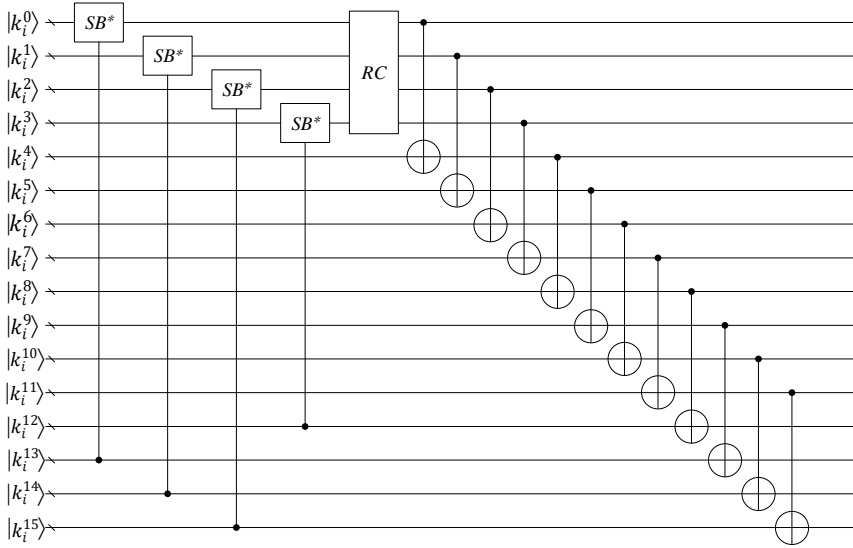 |k_i^0⟩ SB*
|k_i^1⟩ SB*
|k_i^2⟩ SB* RC
|k_i^3⟩ SB*
|k_i^4⟩
|k_i^5⟩
|k_i^6⟩
|k_i^7⟩
|k_i^8⟩
|k_i^9⟩
|k_i^10⟩
|k_i^11⟩
|k_i^12⟩
|k_i^13⟩
|k_i^14⟩
|k_i^15⟩